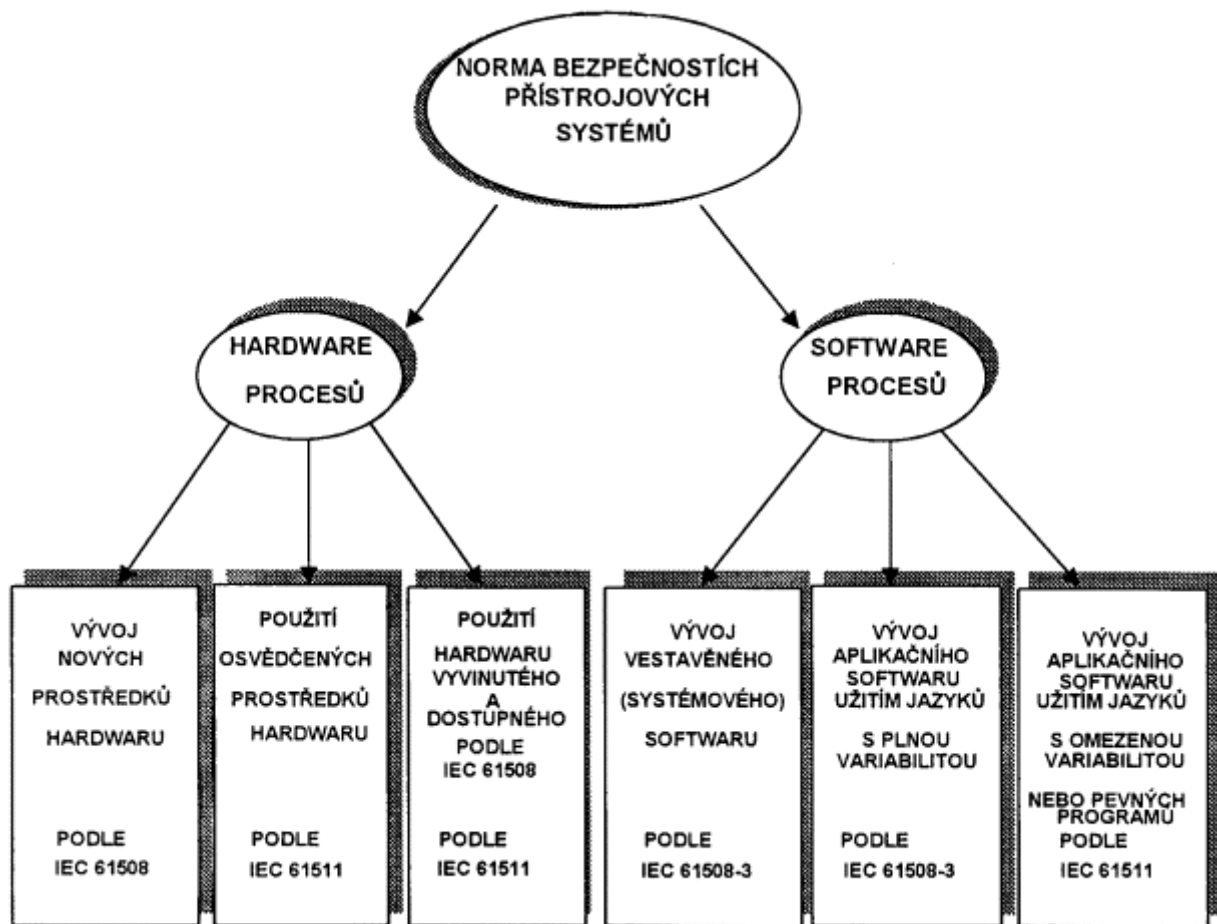 NORMA BEZPEČNOSTÍCH
PŘÍSTROJOVÝCH
SYSTÉMŮ
HARDWARE
PROCESŮ
SOFTWARE
PROCESŮ
VÝVOJ
NOVÝCH
PROSTŘEDKŮ
HARDWARU
PODLE
IEC 61508
POUŽITÍ
OSVĚDČENÝCH
PROSTŘEDKŮ
HARDWARU
PODLE
IEC 61511
POUŽITÍ
HARDWARU
VYVINUTÉHO
A
DOSTUPNÉHO
PODLE
IEC 61508
PODLE
IEC 61511
VÝVOJ
VESTAVĚNÉHO
(SYSTÉMOVÉHO)
SOFTWARU
PODLE
IEC 61508-3
VÝVOJ
APLIKAČNÍHO
SOFTWARU
UŽITÍM JAZYKŮ
S PLNOU
VARIABILITOU
PODLE
IEC 61508-3
VÝVOJ
APLIKAČNÍHO
SOFTWARU
UŽITÍM JAZYKŮ
S OMEZENOU
VARIABILITOU
NEBO PEVNÝCH
PROGRAMŮ
PODLE
IEC 61511